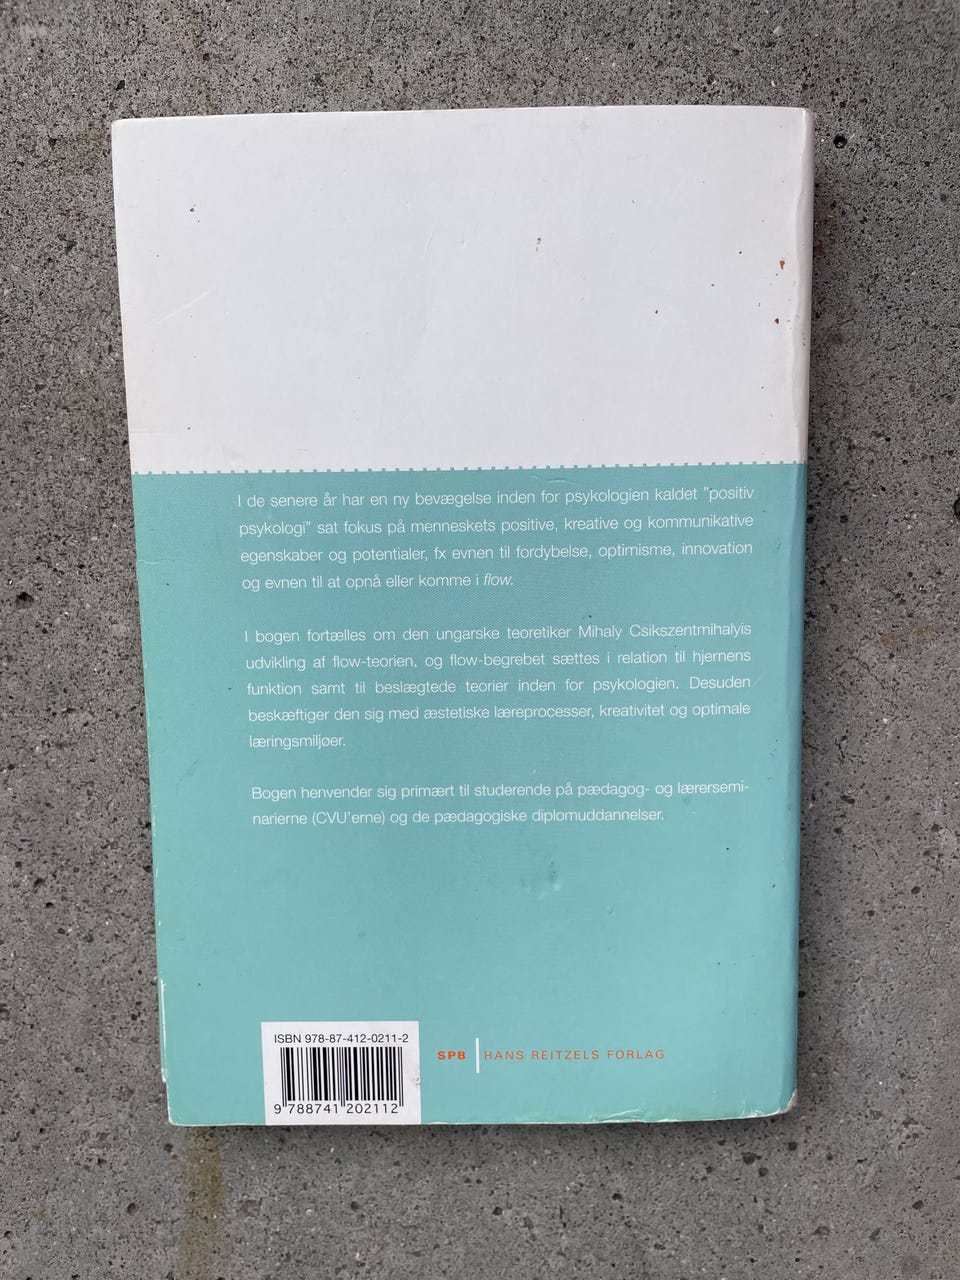 I de senere år har en ny bevægelse inden for psykologien kaldet "positiv
psykologi" sat fokus på menneskets positive, kreative og kommunikative
egenskaber og potentialer, fx evnen til fordybelse, optimisme, innovation
og evnen til at opnå eller komme i flow.
I bogen fortælles om den ungarske teoretiker Mihaly Csikszentmihalyis
udvikling af flow-teorien, og flow-begrebet sættes i relation til hjernens
funktion samt til beslægtede teorier inden for psykologien. Desuden
beskæftiger den sig med æstetiske læreprocesser, kreativitet og optimale
læringsmiljøer.
Bogen henvender sig primært til studerende på pædagog- og lærersemi-
narierne (CVU'erne) og de pædagogiske diplomuddannelser.
ISBN 978-87-412-0211-2
9 788741 202112
SPB HANS REITZELS FORLAG